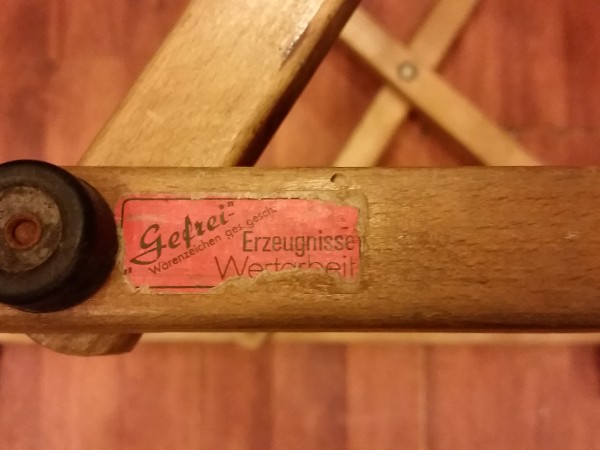 „Gefrei“
Warenzeichen ges. gesch.
Erzeugnisse
Wertarbeit